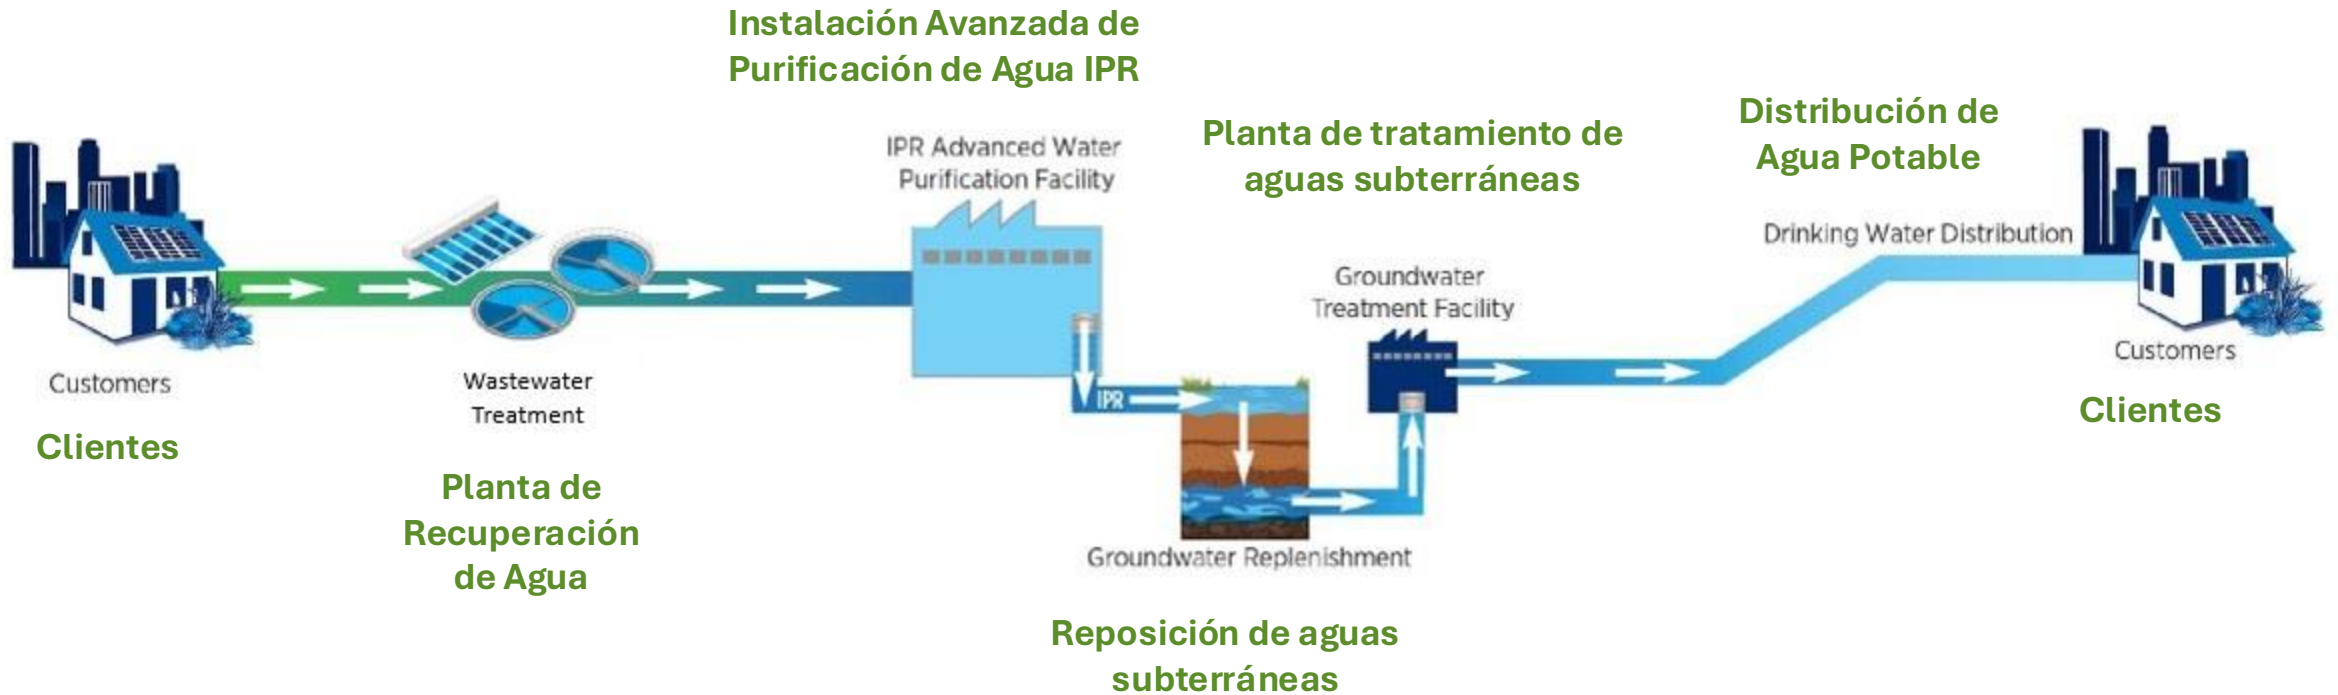 Instalación Avanzada de
Purificación de Agua IPR
IPR Advanced Water
Purification Facility
Planta de tratamiento de
aguas subterráneas
Distribución de
Agua Potable
Drinking Water Distribution
Groundwater
Treatment Facility
Customers
Clientes
Wastewater
Treatment
Planta de
Recuperación
de Agua
IPR
Groundwater Replenishment
Reposición de aguas
subterráneas
Customers
Clientes